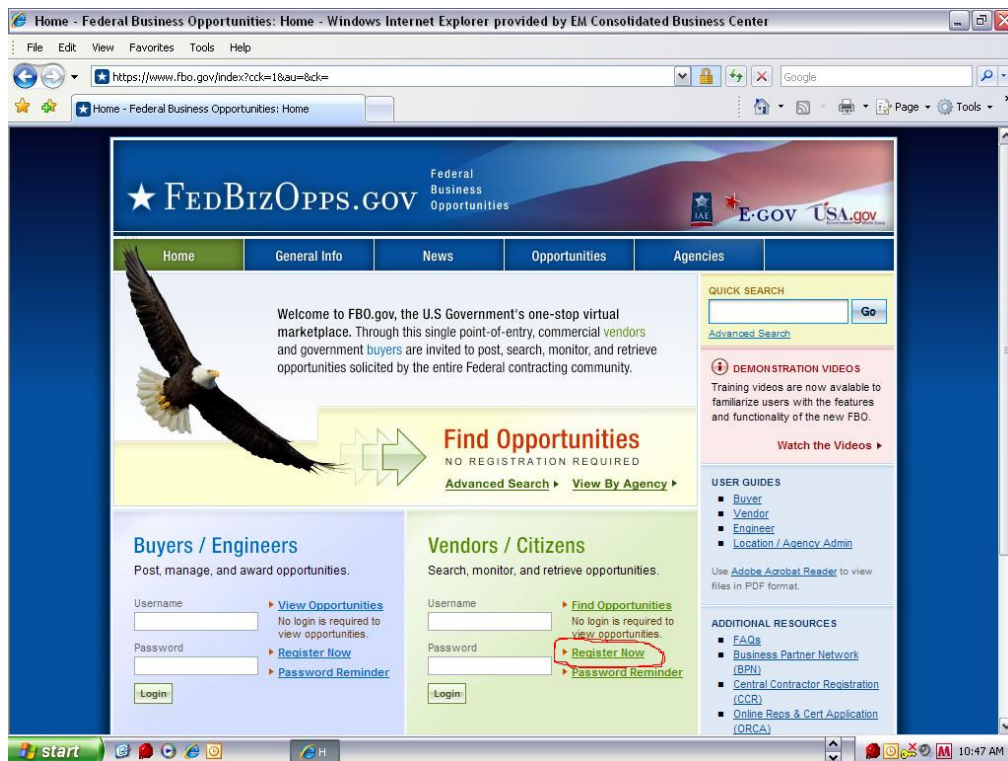 Home - Federal Business Opportunities: Home - Windows Internet Explorer provided by EM Consolidated Business Center
File Edit View Favorites Tools Help
https://www.fbo.gov/index?cck=1&au=&ck=
Google
Home - Federal Business Opportunities: Home
Page Tools
FEDBIZOPPS.GOV
Federal
Business
Opportunities
IAE
E-GOV
USA.gov
Home General Info News Opportunities Agencies
Welcome to FBO.gov, the U.S Government's one-stop virtual
marketplace. Through this single point-of-entry, commercial vendors
and government buyers are invited to post, search, monitor, and retrieve
opportunities solicited by the entire Federal contracting community.
Find Opportunities
NO REGISTRATION REQUIRED
Advanced Search View By Agency
QUICK SEARCH
Go
Advanced Search
DEMONSTRATION VIDEOS
Training videos are now avalable to
familiarize users with the features
and functionality of the new FBO.
Watch the Videos
USER GUIDES
Buyer
Vendor
Engineer
Location / Agency Admin
Use Adobe Acrobat Reader to view
files in PDF format.
ADDITIONAL RESOURCES
FAQs
Business Partner Network
(BPN)
Central Contractor Registration
(CCR)
Online Reps & Cert Application
(ORCA)
Buyers / Engineers
Post, manage, and award opportunities.
Username
Password
Login
View Opportunities
No login is required to
view opportunities.
Register Now
Password Reminder
Vendors / Citizens
Search, monitor, and retrieve opportunities.
Username
Password
Login
Find Opportunities
No login is required to
view opportunities.
Register Now
Password Reminder
start
H
10:47 AM